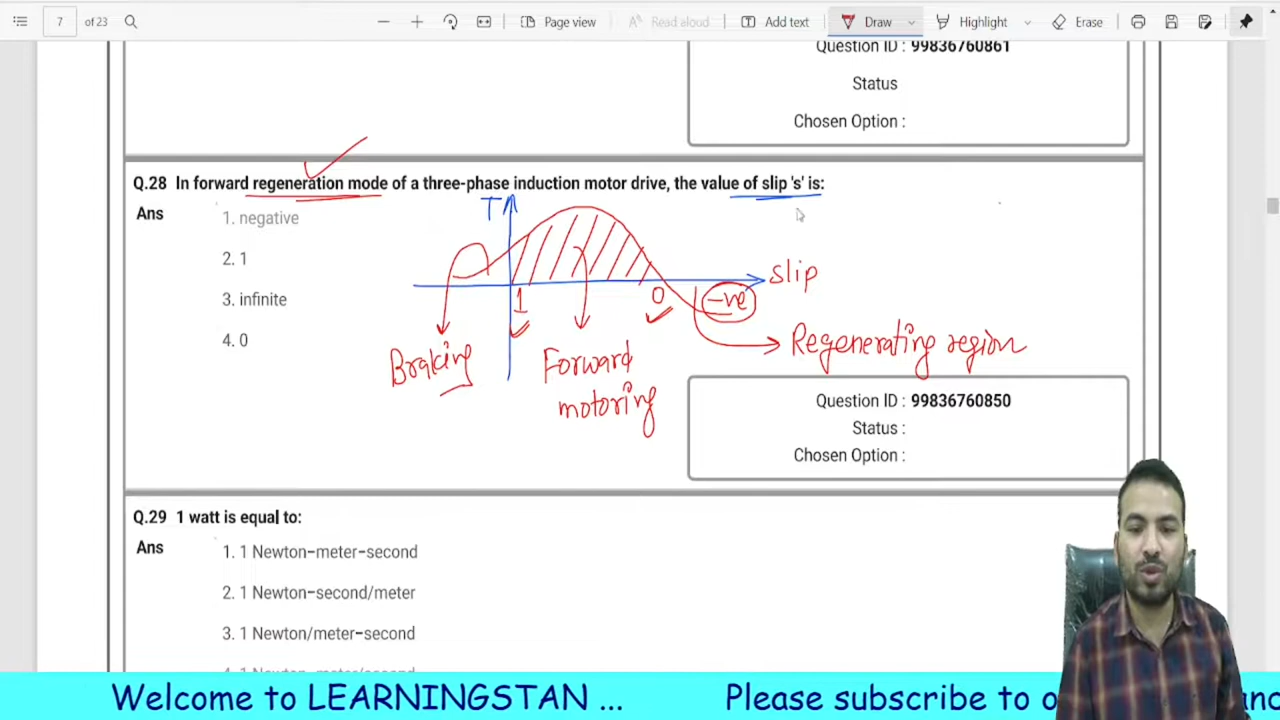 7 of 23 Page view Read aloud Add text Draw Highlight Erase
Question ID : 99836760861
Status
Chosen Option :
Q.28 In forward regeneration mode of a three-phase induction motor drive, the value of slip 's' is:
Ans
1. negative
2. 1
3. infinite
4. 0
T
slip
1
0
-ve
Braking
Forward
motoring
Regenerating region
Question ID : 99836760850
Status :
Chosen Option :
Q.29 1 watt is equal to:
Ans
1. 1 Newton-meter-second
2. 1 Newton-second/meter
3. 1 Newton/meter-second
Welcome to LEARNINGSTAN ... Please subscribe to